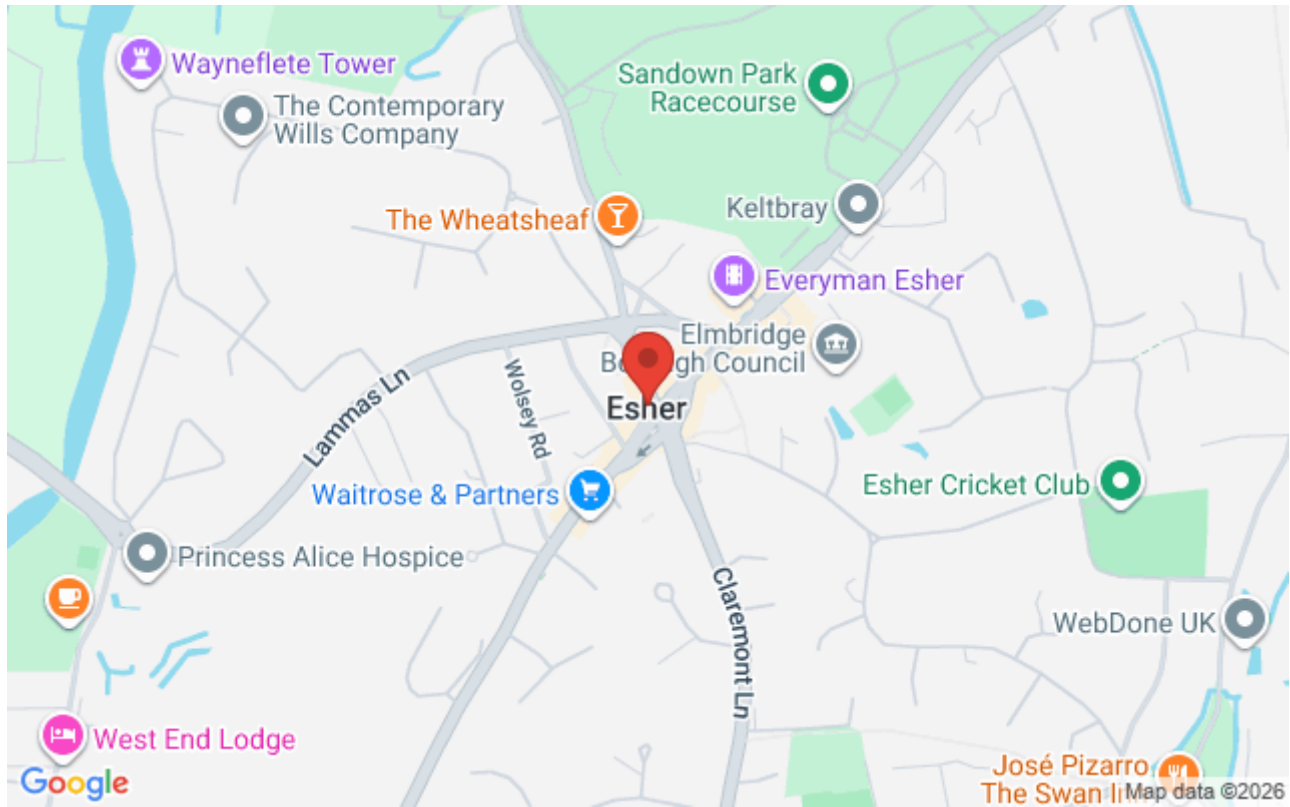 Wayneflete Tower
The Contemporary
Wills Company
Sandown Park
Racecourse
The Wheatsheaf
Keltbray
Everyman Esher
Elmbridge
Borough Council
Lammas Ln
Wolsey Rd
Esher
Waitrose & Partners
Esher Cricket Club
Princess Alice Hospice
Claremont Ln
WebDone UK
West End Lodge
José Pizarro
The Swan Inn
Google
Map data ©2026